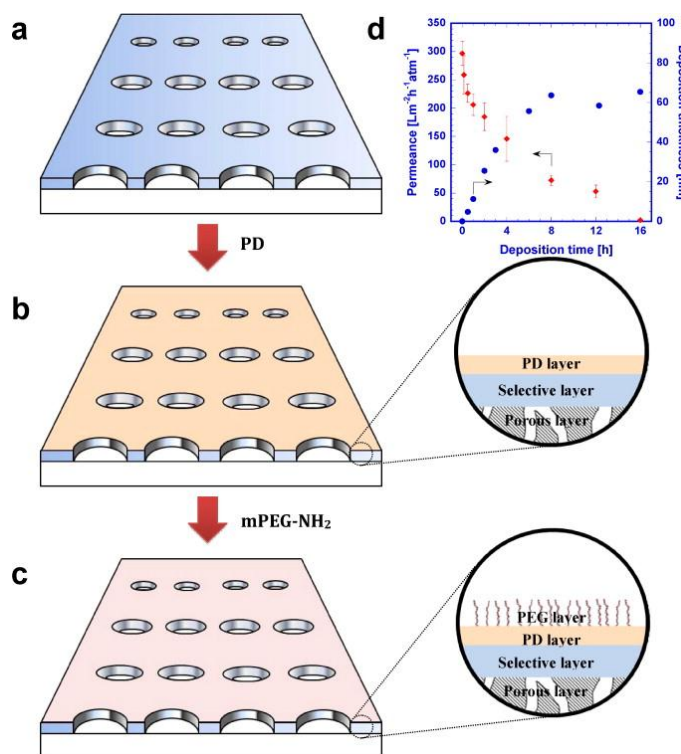 a
PD
b
PD layer
Selective layer
Porous layer
mPEG-NH₂
c
PEG layer
PD layer
Selective layer
Porous layer
d
Permeance [Lm⁻²h⁻¹atm⁻¹]
350
300
250
200
150
100
50
0
100
80
60
40
20
0
0 4 8 12 16
Deposition time [h]